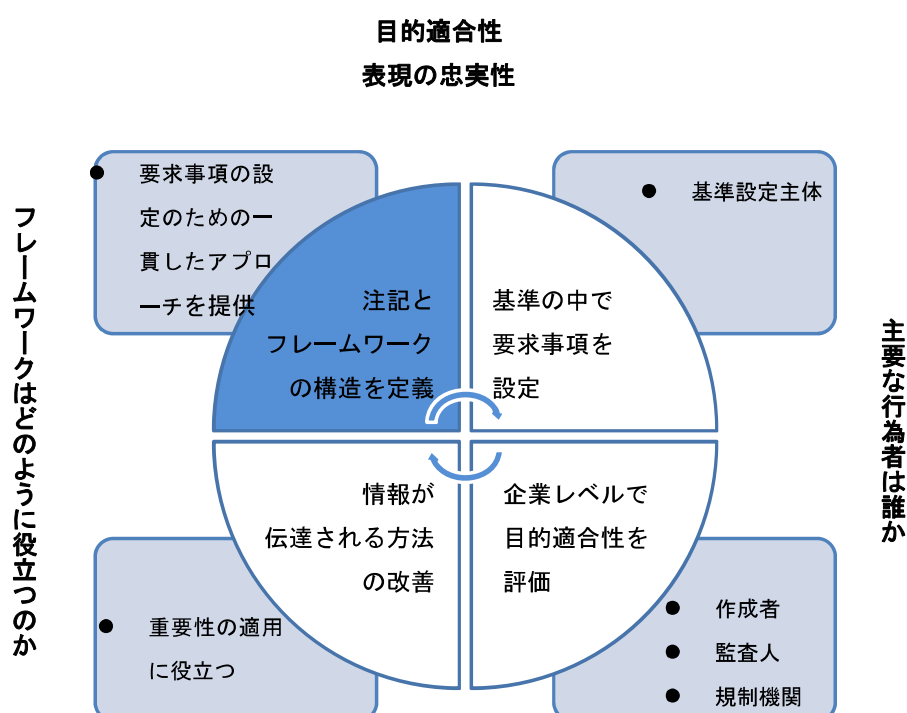 目的適合性
表現の忠実性
フレームワークはどのように役立つのか
● 要求事項の設
定のための一
貫したアプロ
ーチを提供
● 基準設定主体
注記と
フレームワーク
の構造を定義
基準の中で
要求事項を
設定
主要な行為者は誰か
情報が
伝達される方法
の改善
企業レベルで
目的適合性を
評価
● 重要性の適用
に役立つ
● 作成者
● 監査人
● 規制機関